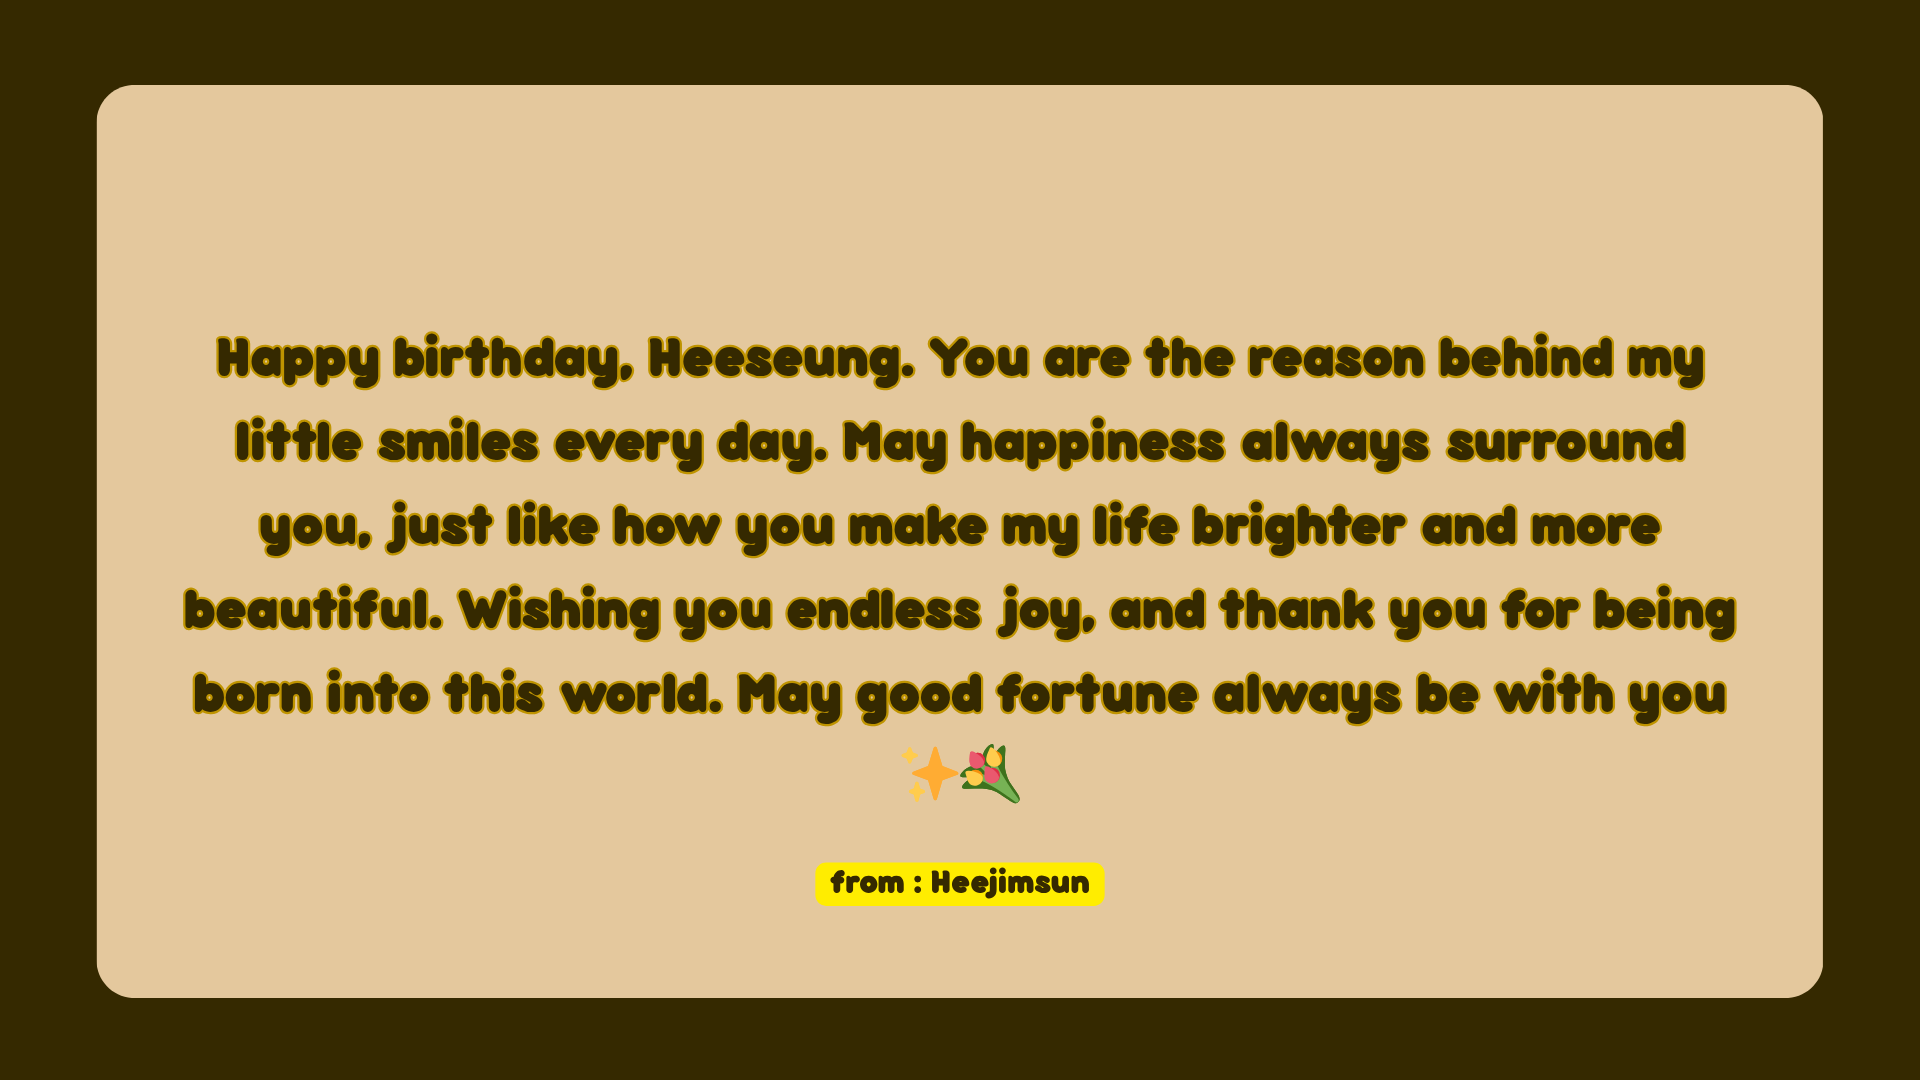 Happy birthday, Heeseung. You are the reason behind my
little smiles every day. May happiness always surround
you, just like how you make my life brighter and more
beautiful. Wishing you endless joy, and thank you for being
born into this world. May good fortune always be with you
✨💐
from : Heejimsun